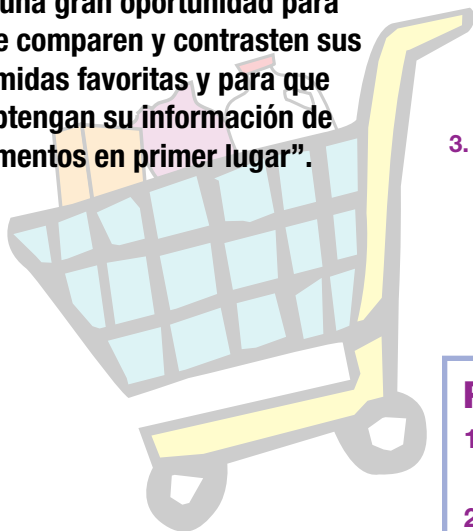 una gran oportunidad para
e comparen y contrasten sus
midas favoritas y para que
btengan su información de
mentos en primer lugar”.
3.
1
2